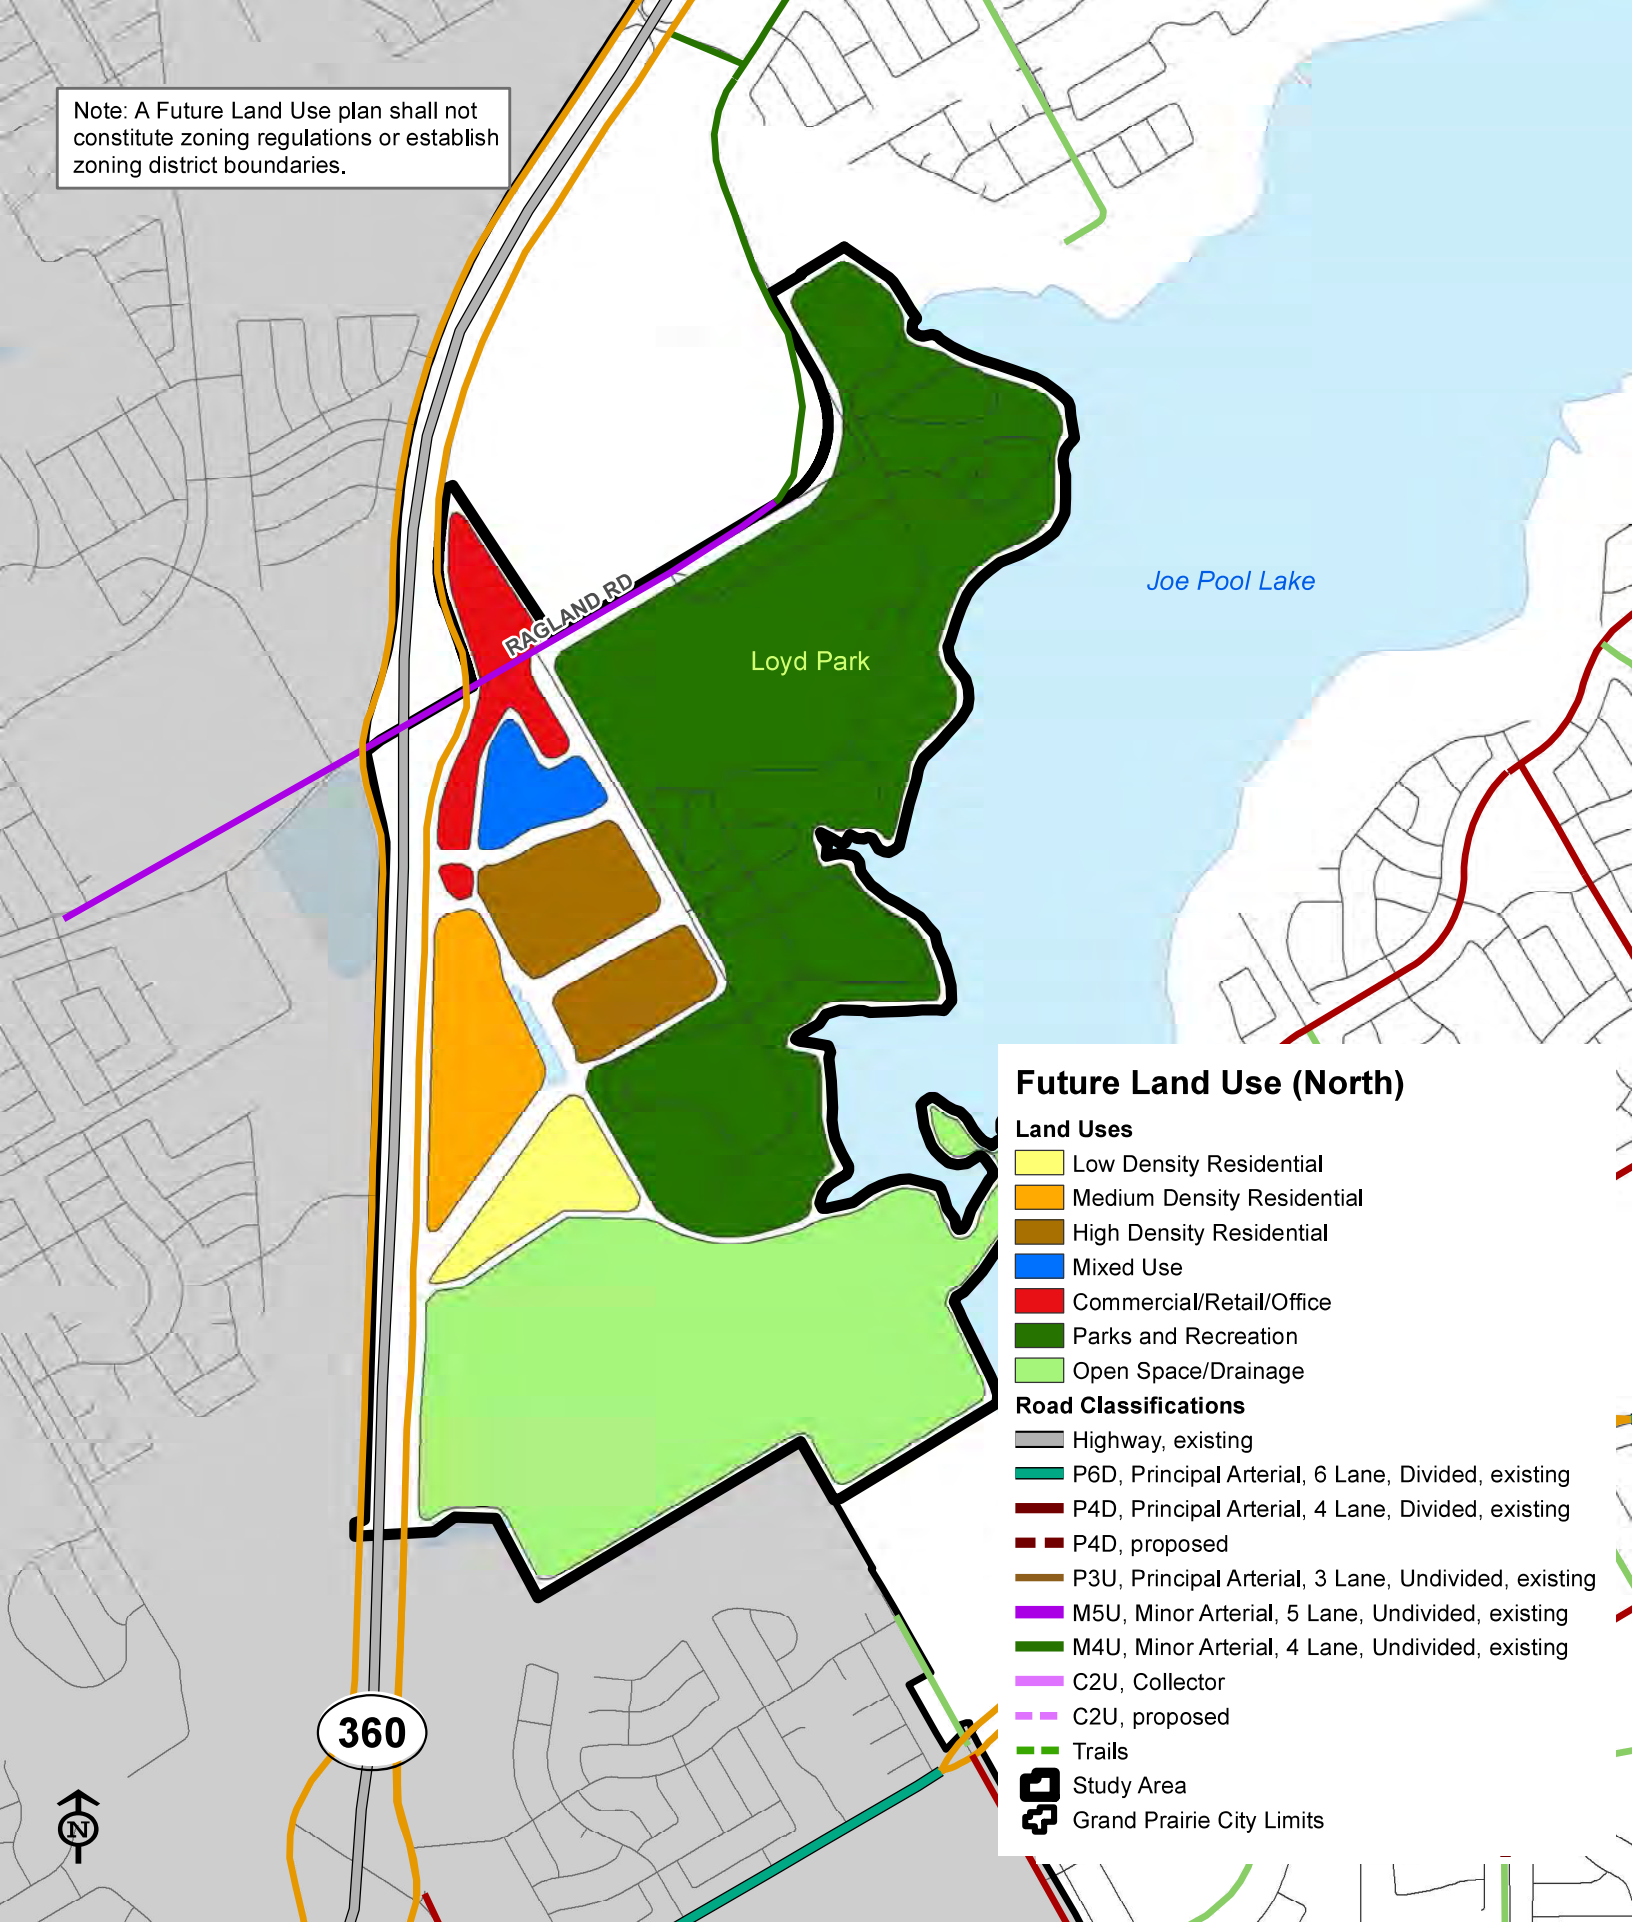 Note: A Future Land Use plan shall not
constitute zoning regulations or establish
zoning district boundaries.
RAGLAND RD
Joe Pool Lake
Loyd Park
Future Land Use (North)
Land Uses
Low Density Residential
Medium Density Residential
High Density Residential
Mixed Use
Commercial/Retail/Office
Parks and Recreation
Open Space/Drainage
Road Classifications
Highway, existing
P6D, Principal Arterial, 6 Lane, Divided, existing
P4D, Principal Arterial, 4 Lane, Divided, existing
P4D, proposed
P3U, Principal Arterial, 3 Lane, Undivided, existing
M5U, Minor Arterial, 5 Lane, Undivided, existing
M4U, Minor Arterial, 4 Lane, Undivided, existing
C2U, Collector
C2U, proposed
Trails
Study Area
Grand Prairie City Limits
360
N